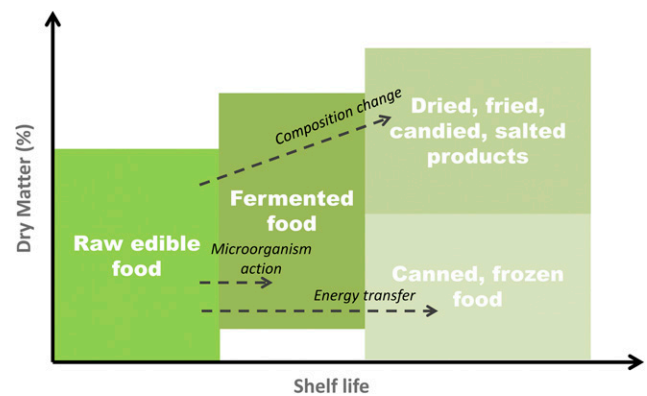 Dry Matter (%)
Raw edible
food
Fermented
food
Composition change
Dried, fried,
candied, salted
products
Microorganism
action
Energy transfer
Canned, frozen
food
Shelf life